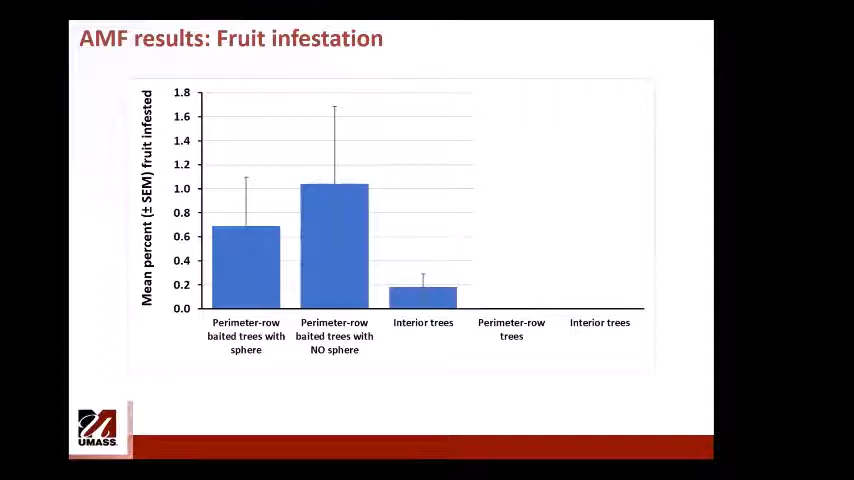 AMF results: Fruit infestation
Mean percent (± SEM) fruit infested
1.8
1.6
1.4
1.2
1.0
0.8
0.6
0.4
0.2
0.0
Perimeter-row
baited trees with
sphere
Perimeter-row
baited trees with
NO sphere
Interior trees
Perimeter-row
trees
Interior trees
UMASS